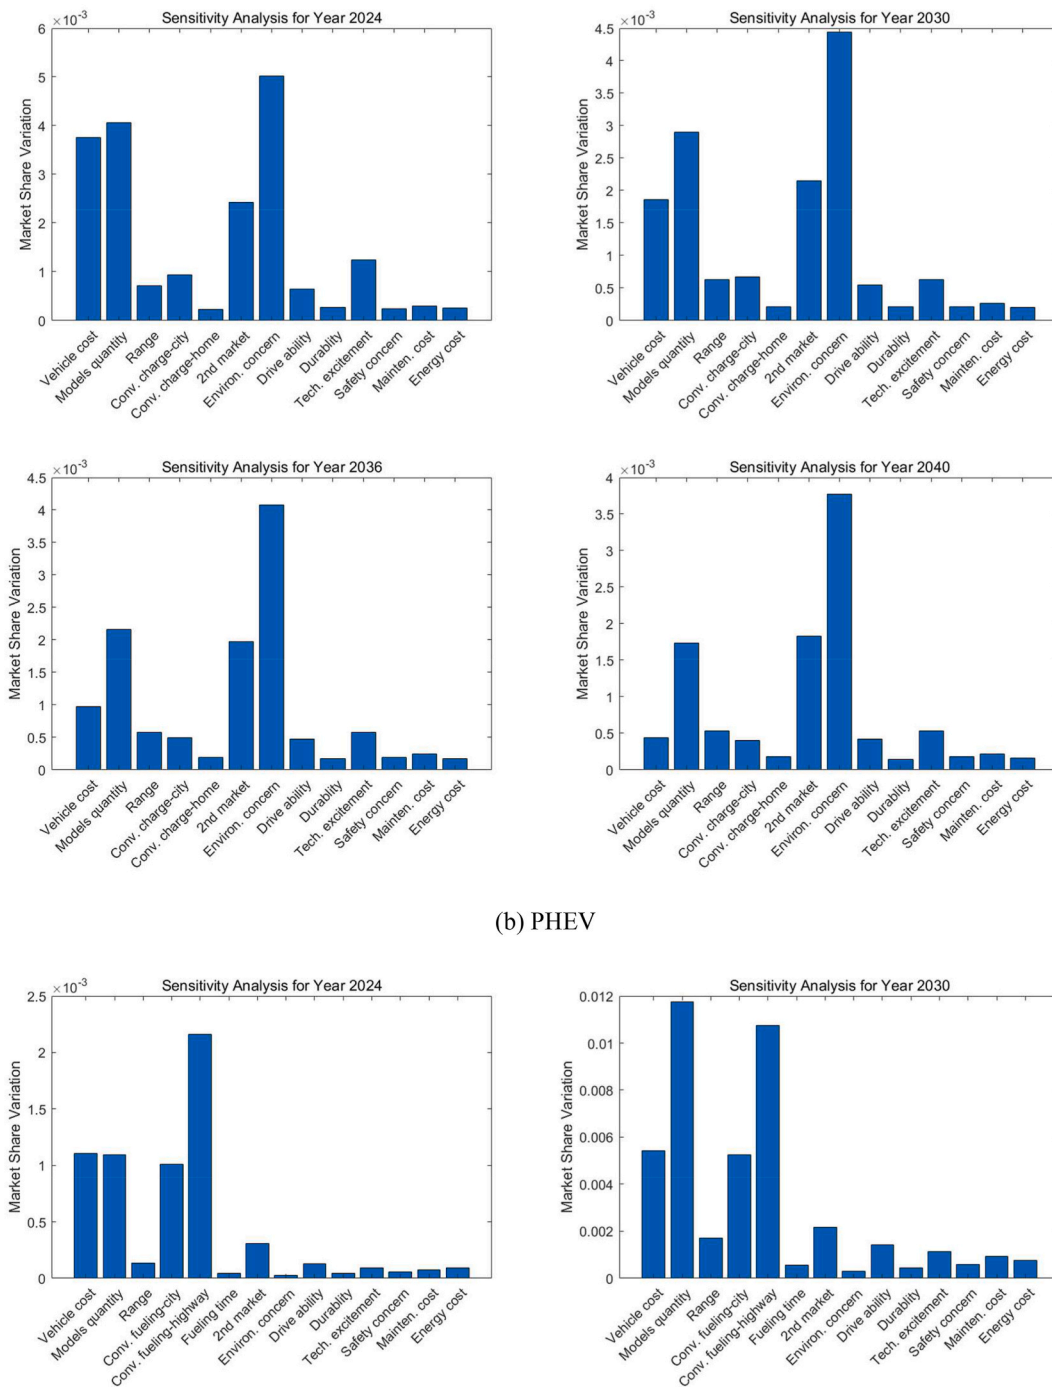 Sensitivity Analysis for Year 2024
×10⁻³
6
5
4
3
2
1
0
Market Share Variation
Vehicle cost
Models quantity
Range
Conv. charge-city
Conv. charge-home
2nd market
Environ. concern
Drive ability
Durablity
Tech. excitement
Safety concern
Mainten. cost
Energy cost
Sensitivity Analysis for Year 2030
×10⁻³
4.5
4
3.5
3
2.5
2
1.5
1
0.5
0
Market Share Variation
Vehicle cost
Models quantity
Range
Conv. charge-city
Conv. charge-home
2nd market
Environ. concern
Drive ability
Durablity
Tech. excitement
Safety concern
Mainten. cost
Energy cost
Sensitivity Analysis for Year 2036
×10⁻³
4.5
4
3.5
3
2.5
2
1.5
1
0.5
0
Market Share Variation
Vehicle cost
Models quantity
Range
Conv. charge-city
Conv. charge-home
2nd market
Environ. concern
Drive ability
Durablity
Tech. excitement
Safety concern
Mainten. cost
Energy cost
Sensitivity Analysis for Year 2040
×10⁻³
4
3.5
3
2.5
2
1.5
1
0.5
0
Market Share Variation
Vehicle cost
Models quantity
Range
Conv. charge-city
Conv. charge-home
2nd market
Environ. concern
Drive ability
Durablity
Tech. excitement
Safety concern
Mainten. cost
Energy cost
(b) PHEV
Sensitivity Analysis for Year 2024
×10⁻³
2.5
2
1.5
1
0.5
0
Market Share Variation
Vehicle cost
Models quantity
Range
Conv. fueling-city
Conv. fueling-highway
Fueling time
2nd market
Environ. concern
Drive ability
Durablity
Tech. excitement
Safety concern
Mainten. cost
Energy cost
Sensitivity Analysis for Year 2030
0.012
0.01
0.008
0.006
0.004
0.002
0
Market Share Variation
Vehicle cost
Models quantity
Range
Conv. fueling-city
Conv. fueling-highway
Fueling time
2nd market
Environ. concern
Drive ability
Durablity
Tech. excitement
Safety concern
Mainten. cost
Energy cost